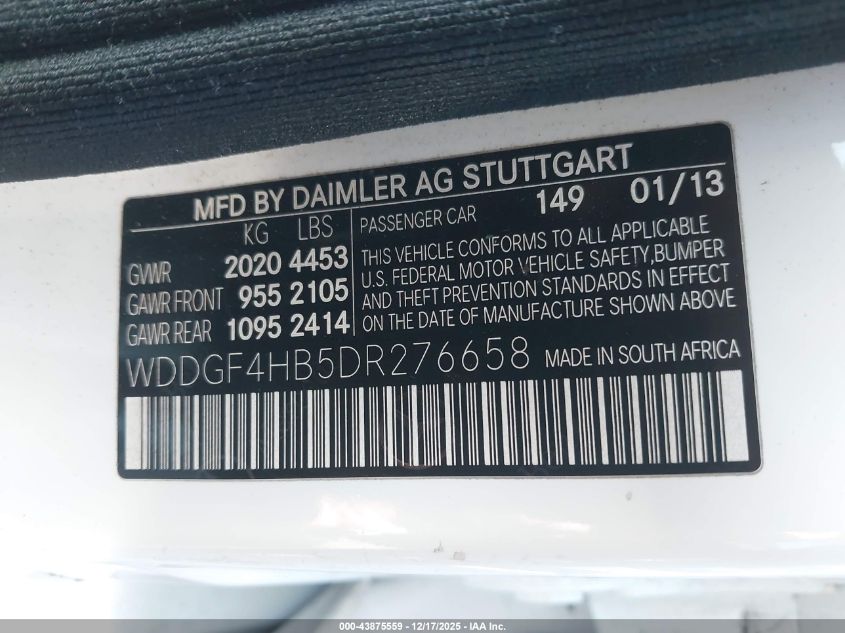 MFD BY DAIMLER AG STUTTGART
KG LBS
GVWR 2020 4453
GAWR FRONT 955 2105
GAWR REAR 1095 2414
PASSENGER CAR 149 01/13
THIS VEHICLE CONFORMS TO ALL APPLICABLE
U.S. FEDERAL MOTOR VEHICLE SAFETY,BUMPER
AND THEFT PREVENTION STANDARDS IN EFFECT
ON THE DATE OF MANUFACTURE SHOWN ABOVE
WDDGF4HB5DR276658 MADE IN SOUTH AFRICA
000-43875559 - 12/17/2025 - IAA Inc.